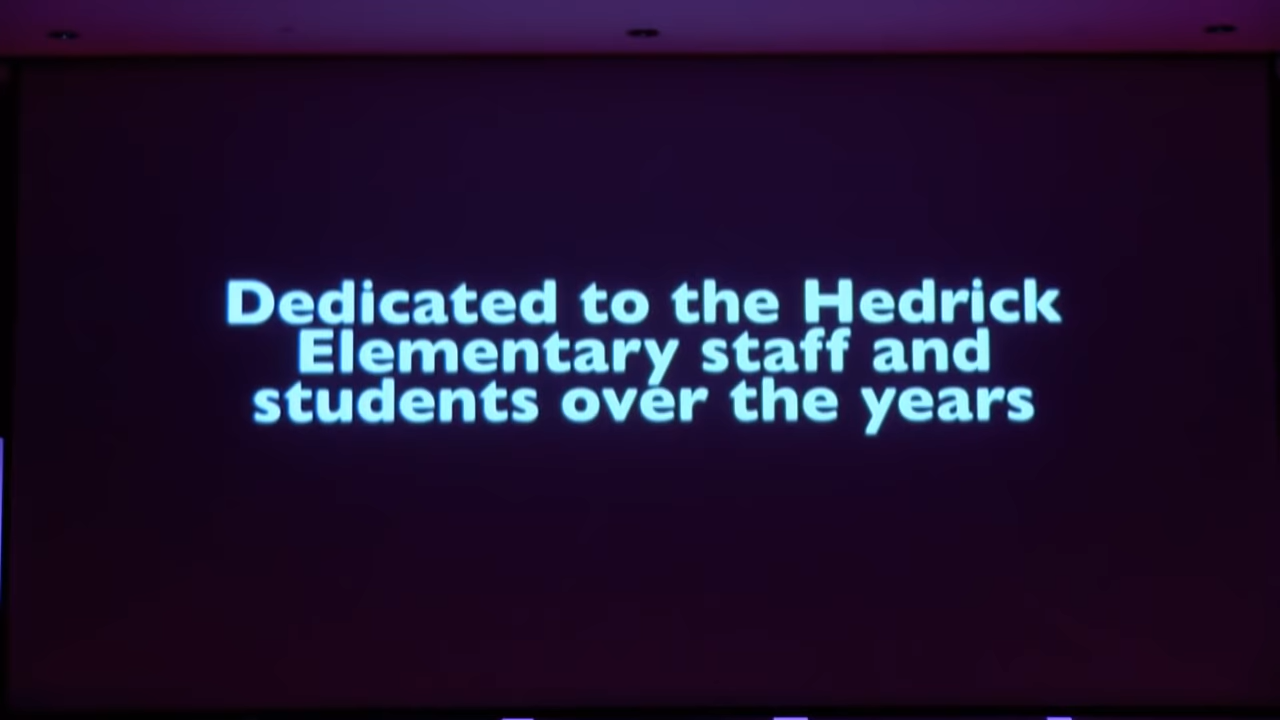 Dedicated to the Hedrick
Elementary staff and
students over the years